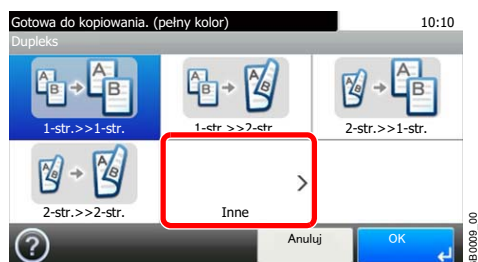 Gotowa do kopiowania. (pełny kolor) 10:10
Dupleks
A B A B
A B A B
A B A B
1-str.>>1-str. 1-str.>>2-str. 2-str.>>1-str.
A B A B
2-str.>>2-str. Inne
? Anuluj OK
B0009_00